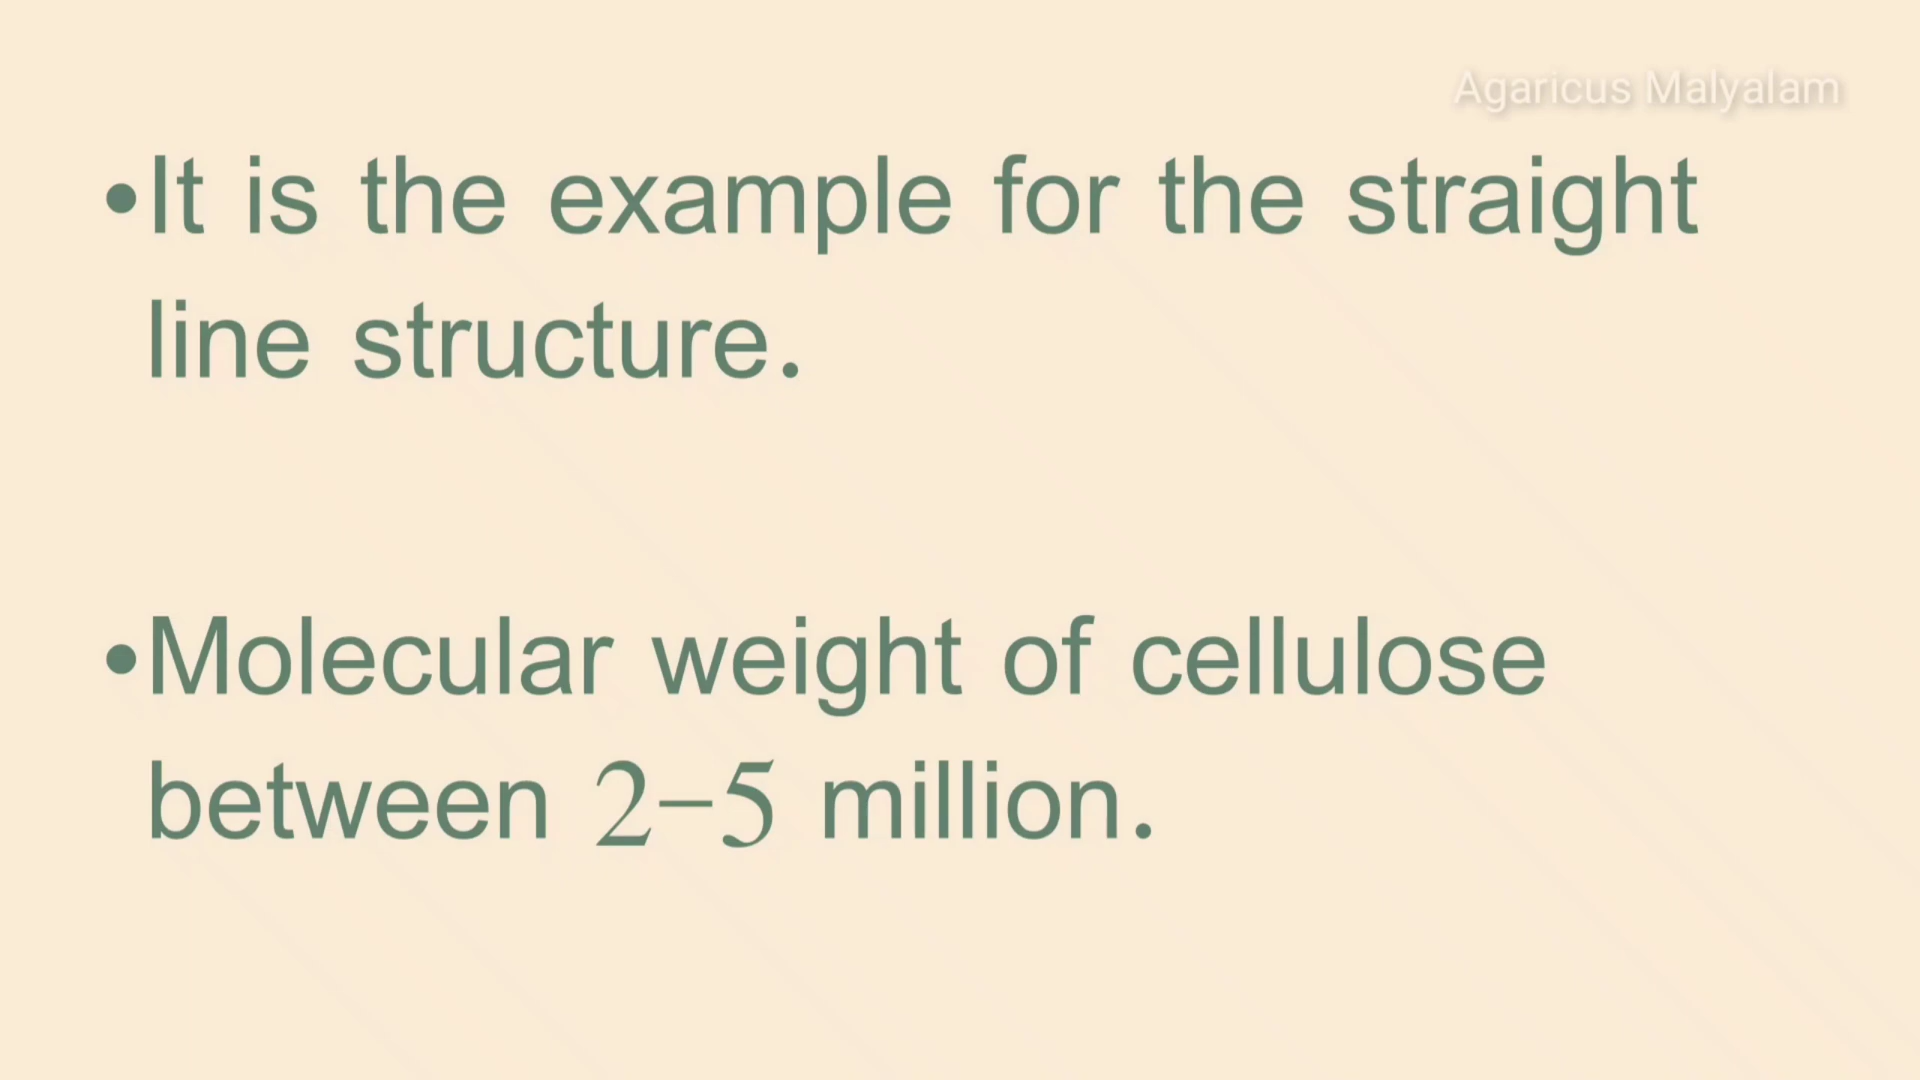 Agaricus Malyalam
•It is the example for the straight
line structure.
•Molecular weight of cellulose
between 2–5 million.